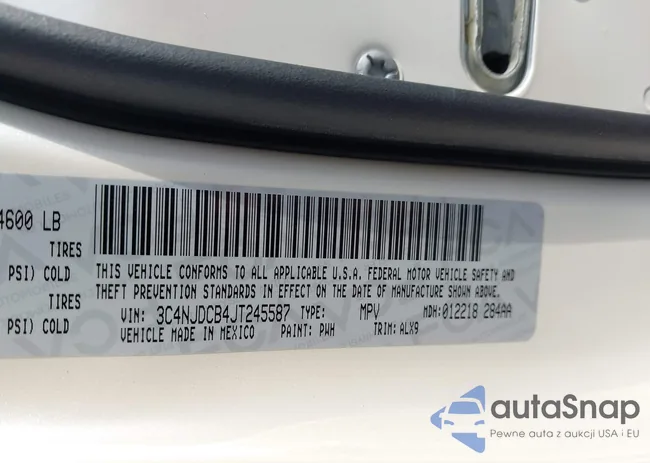 4600 LB
TIRES
PSI) COLD
TIRES
PSI) COLD
THIS VEHICLE CONFORMS TO ALL APPLICABLE U.S.A. FEDERAL MOTOR VEHICLE SAFETY AND
THEFT PREVENTION STANDARDS IN EFFECT ON THE DATE OF MANUFACTURE SHOWN ABOVE.
VIN: 3C4NJDCB4JT245587 TYPE: MPV MDH:012218 284AA
VEHICLE MADE IN MEXICO PAINT: PWH TRIM: ALX9
autaSnap
Pewne auta z aukcji USA i EU